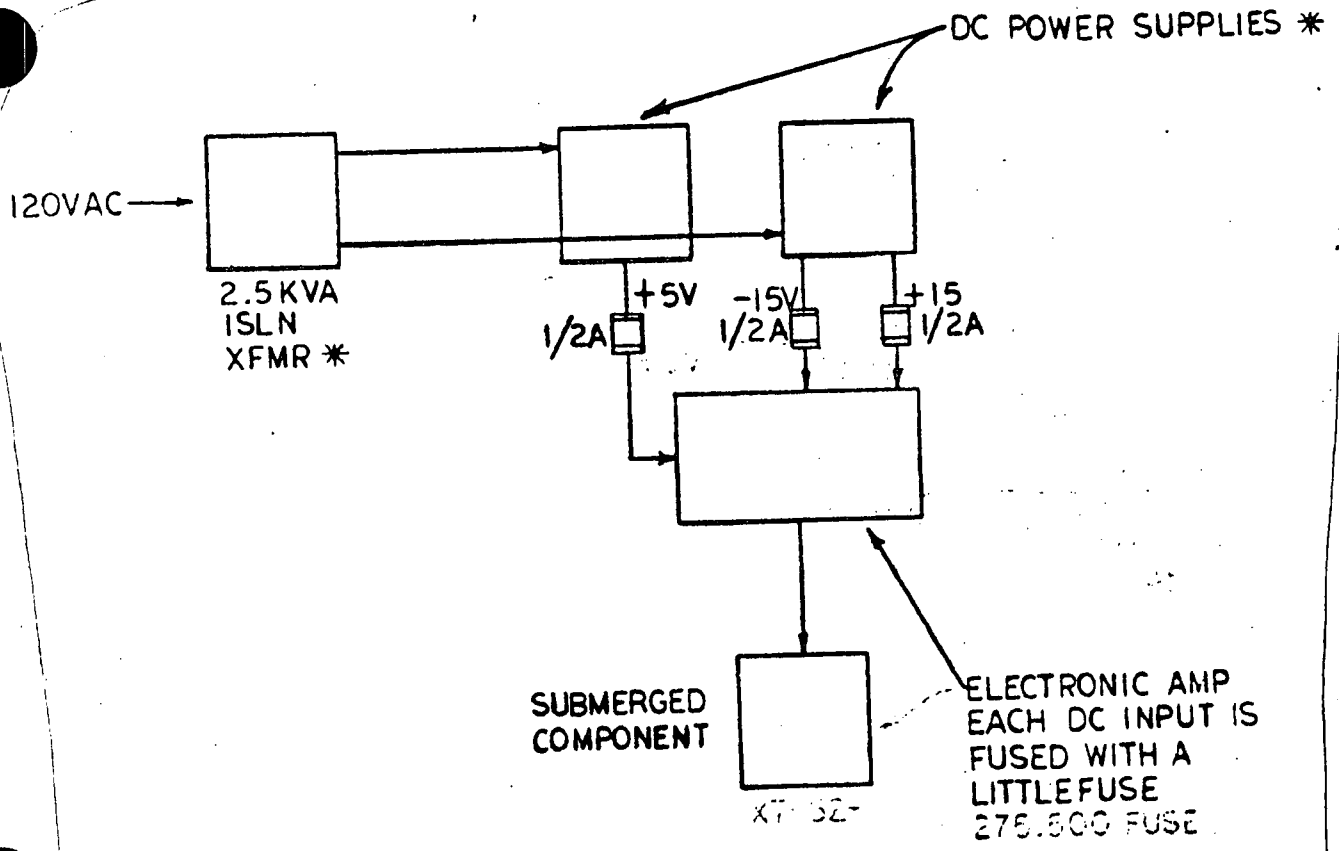 DC POWER SUPPLIES *
120VAC
2.5KVA
ISLN
XFMR *
+5V
1/2A
-15V
1/2A
+15
1/2A
SUBMERGED
COMPONENT
ELECTRONIC AMP
EACH DC INPUT IS
FUSED WITH A
LITTLEFUSE
FUSE